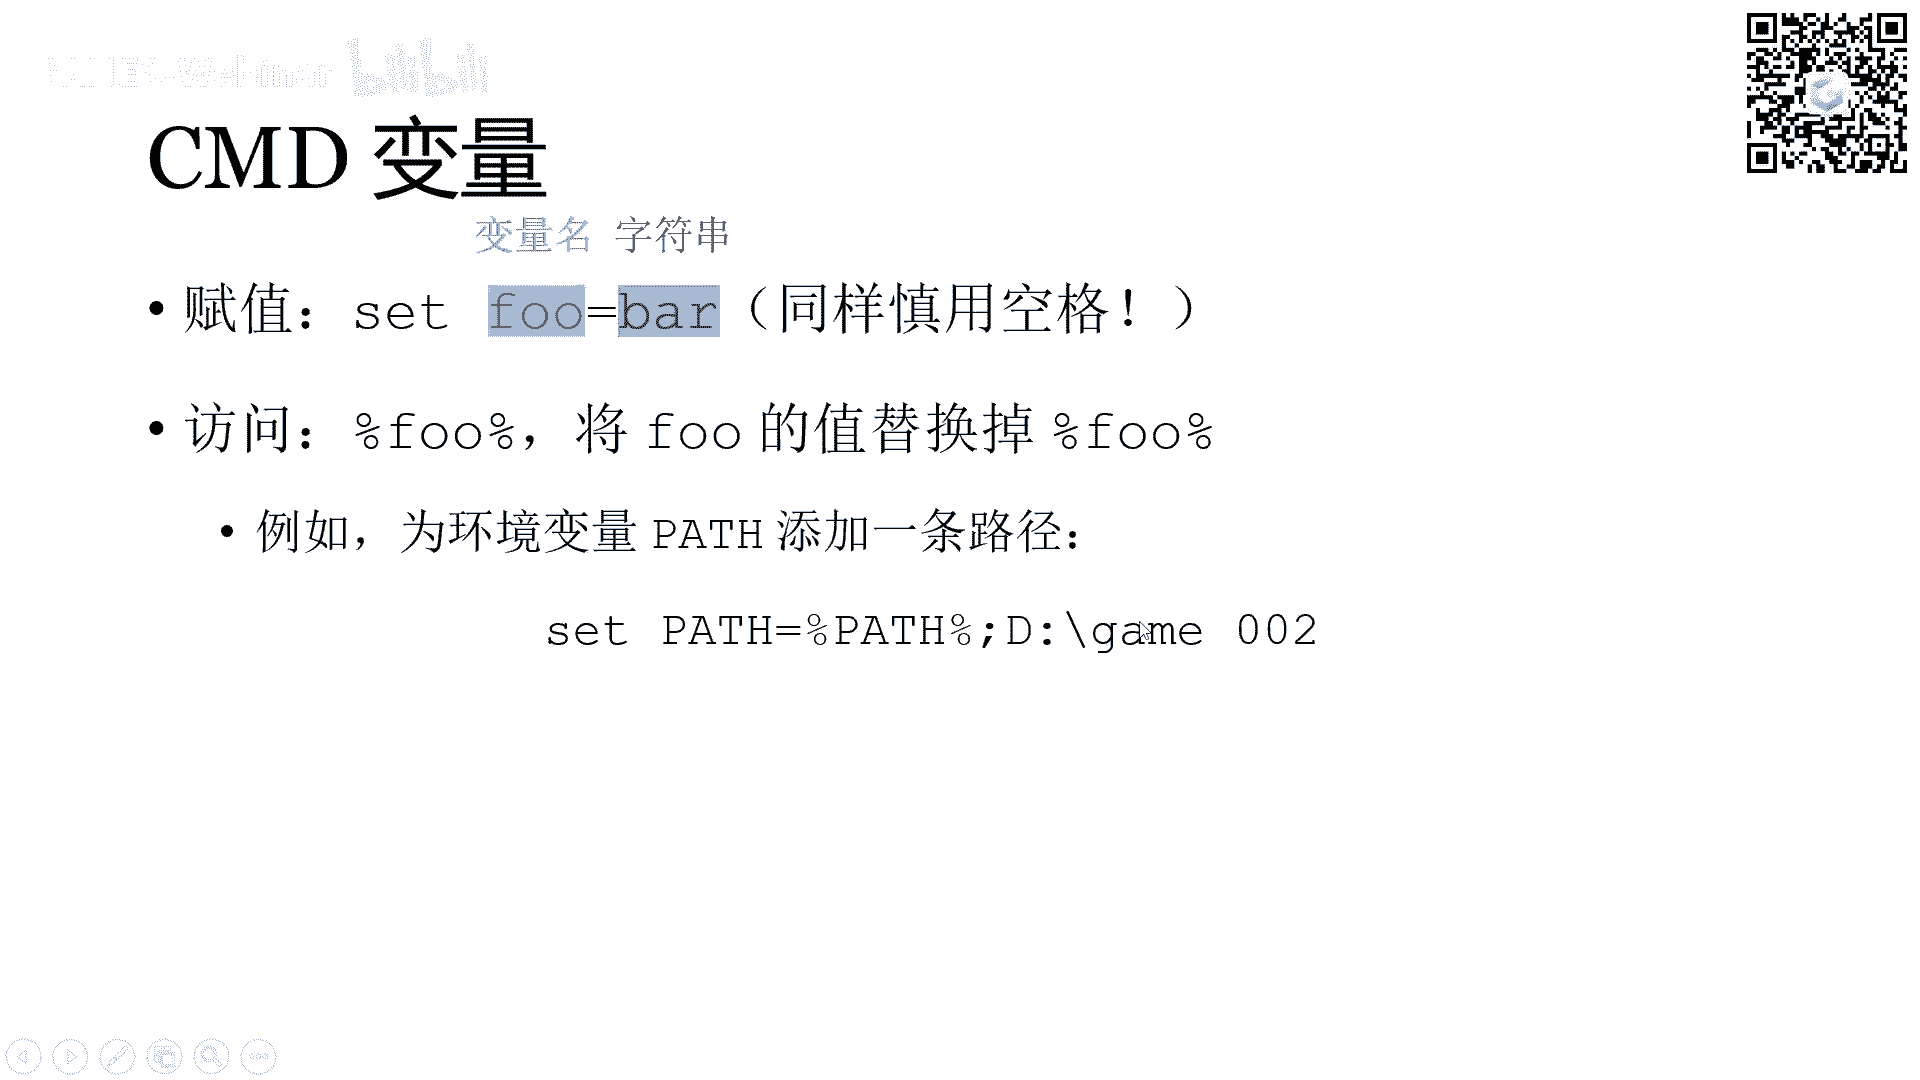 CMD 变量
变量名 字符串
• 赋值：set foo=bar（同样慎用空格！）
• 访问：%foo%，将 foo 的值替换掉 %foo%
• 例如，为环境变量 PATH 添加一条路径：
set PATH=%PATH%;D:\game 002